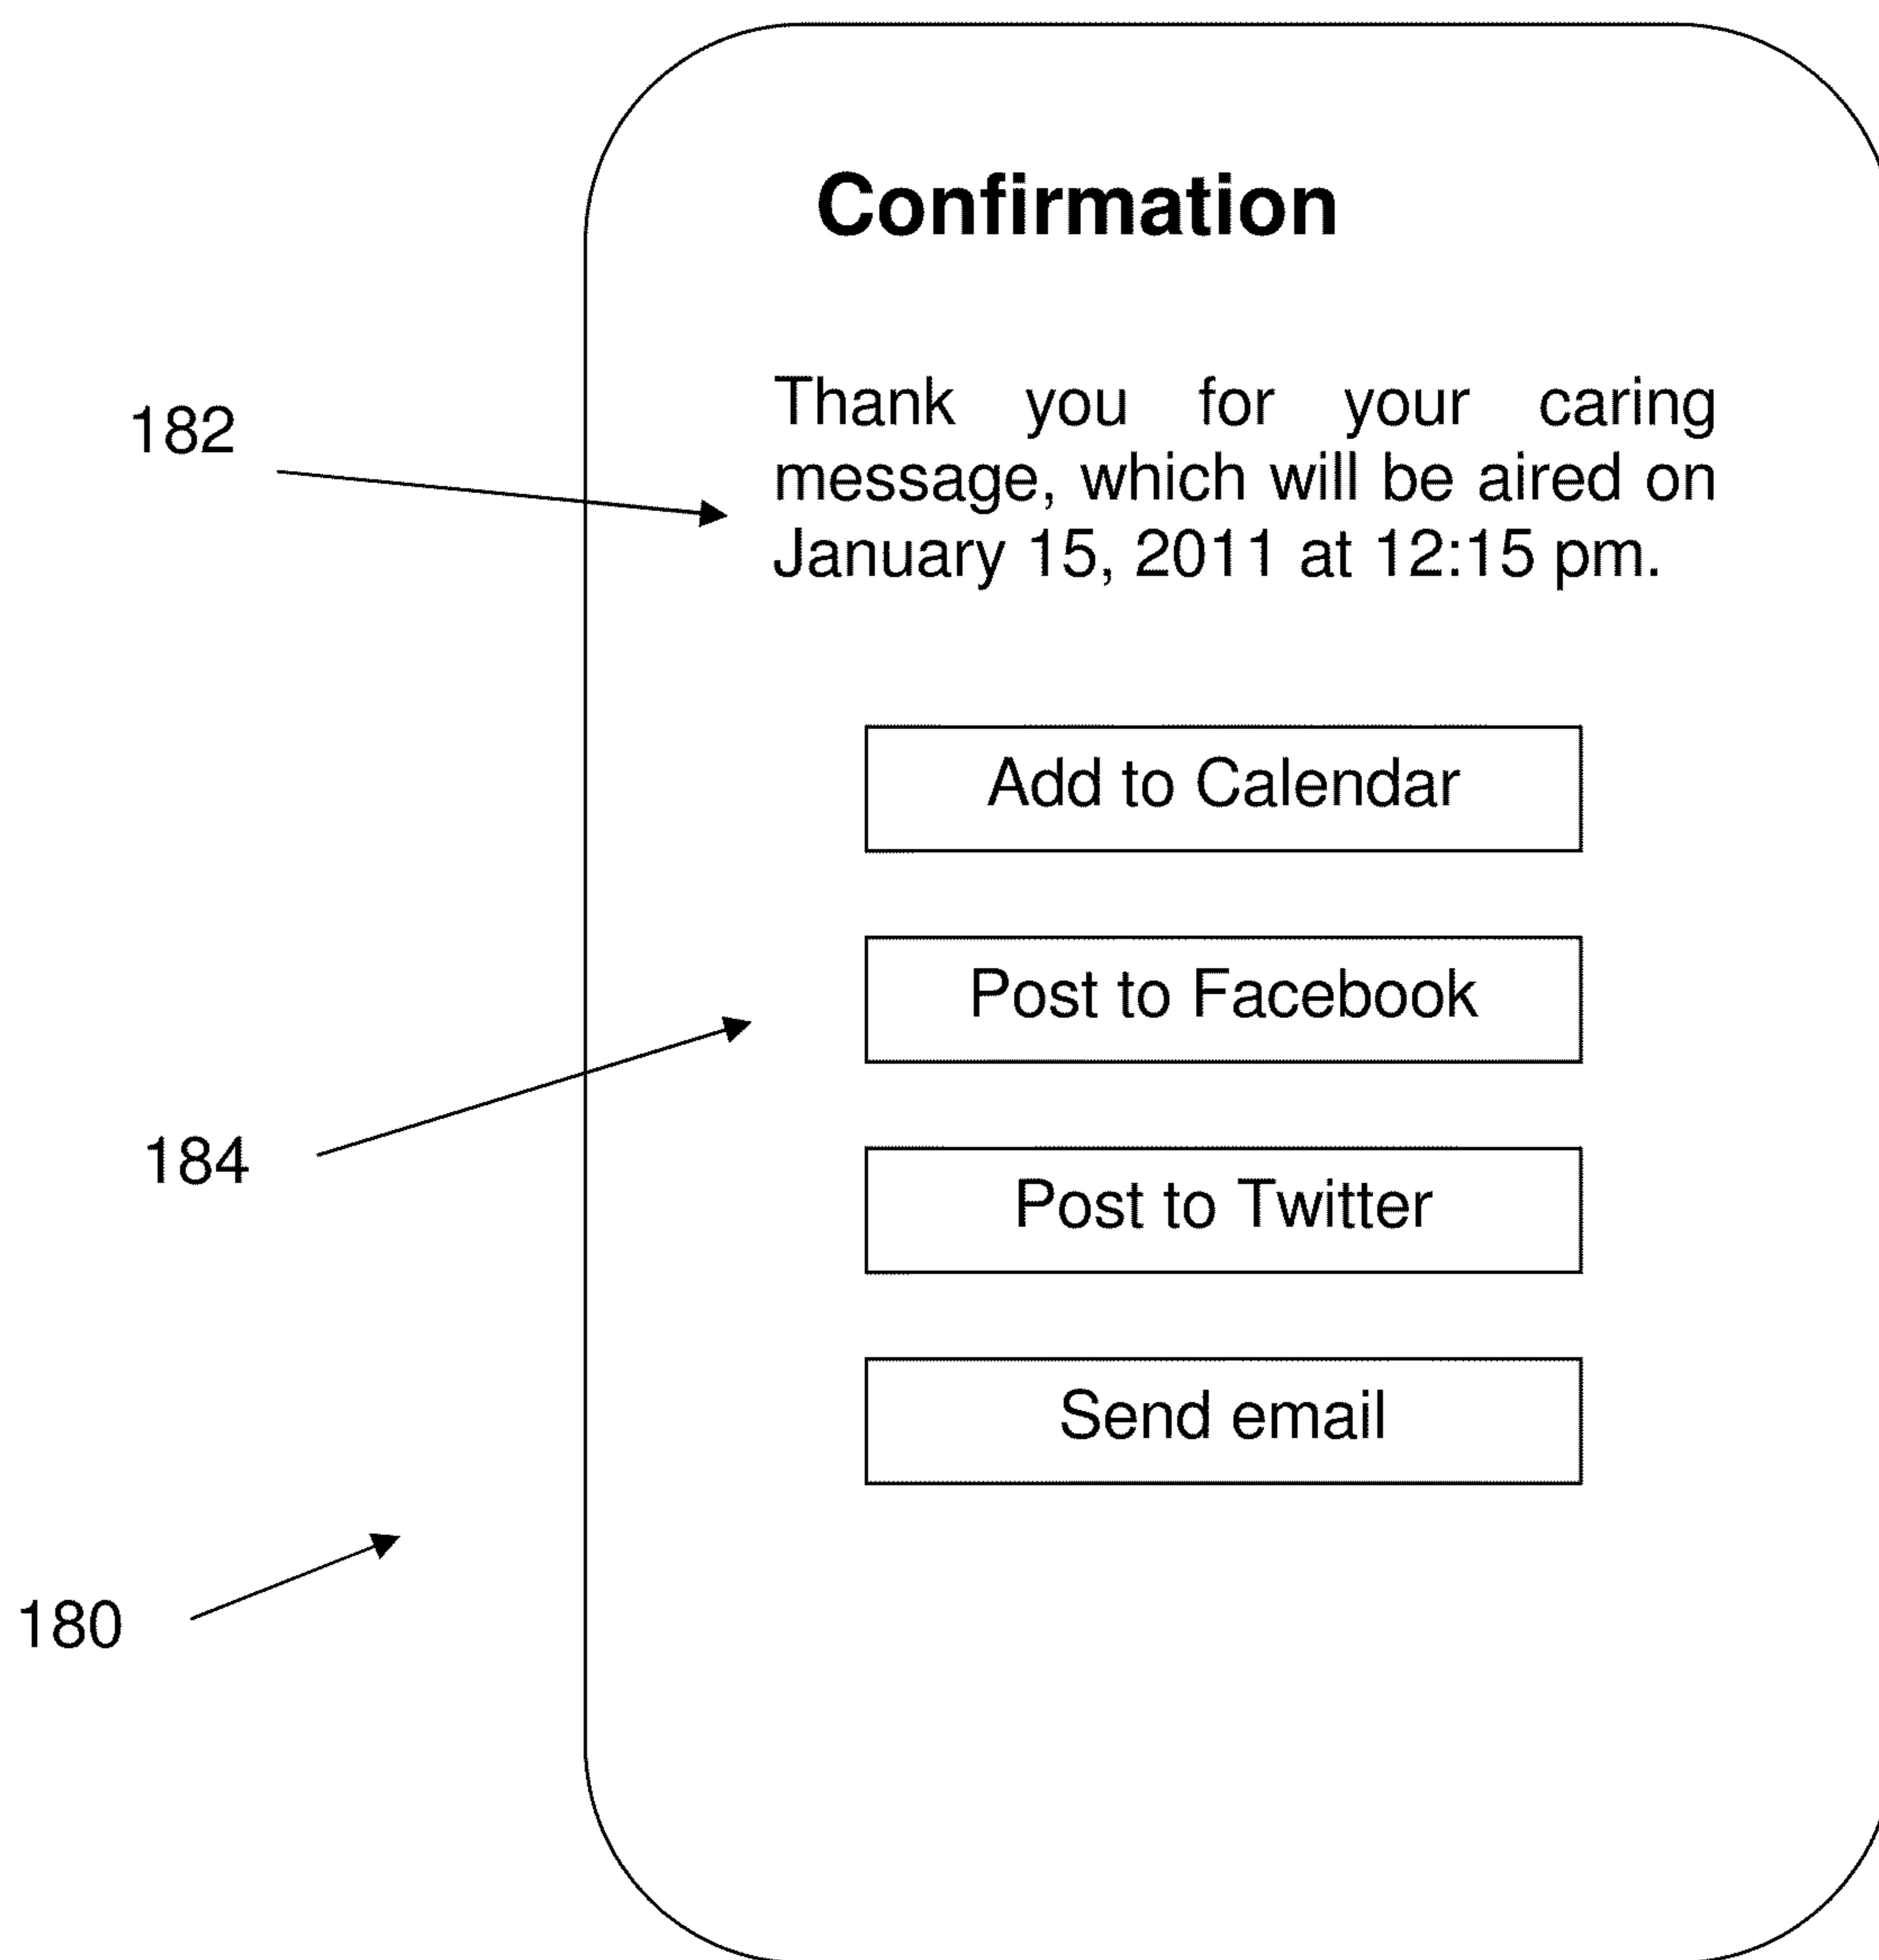 Confirmation
182
Thank you for your caring
message, which will be aired on
January 15, 2011 at 12:15 pm.
Add to Calendar
Post to Facebook
184
Post to Twitter
Send email
180